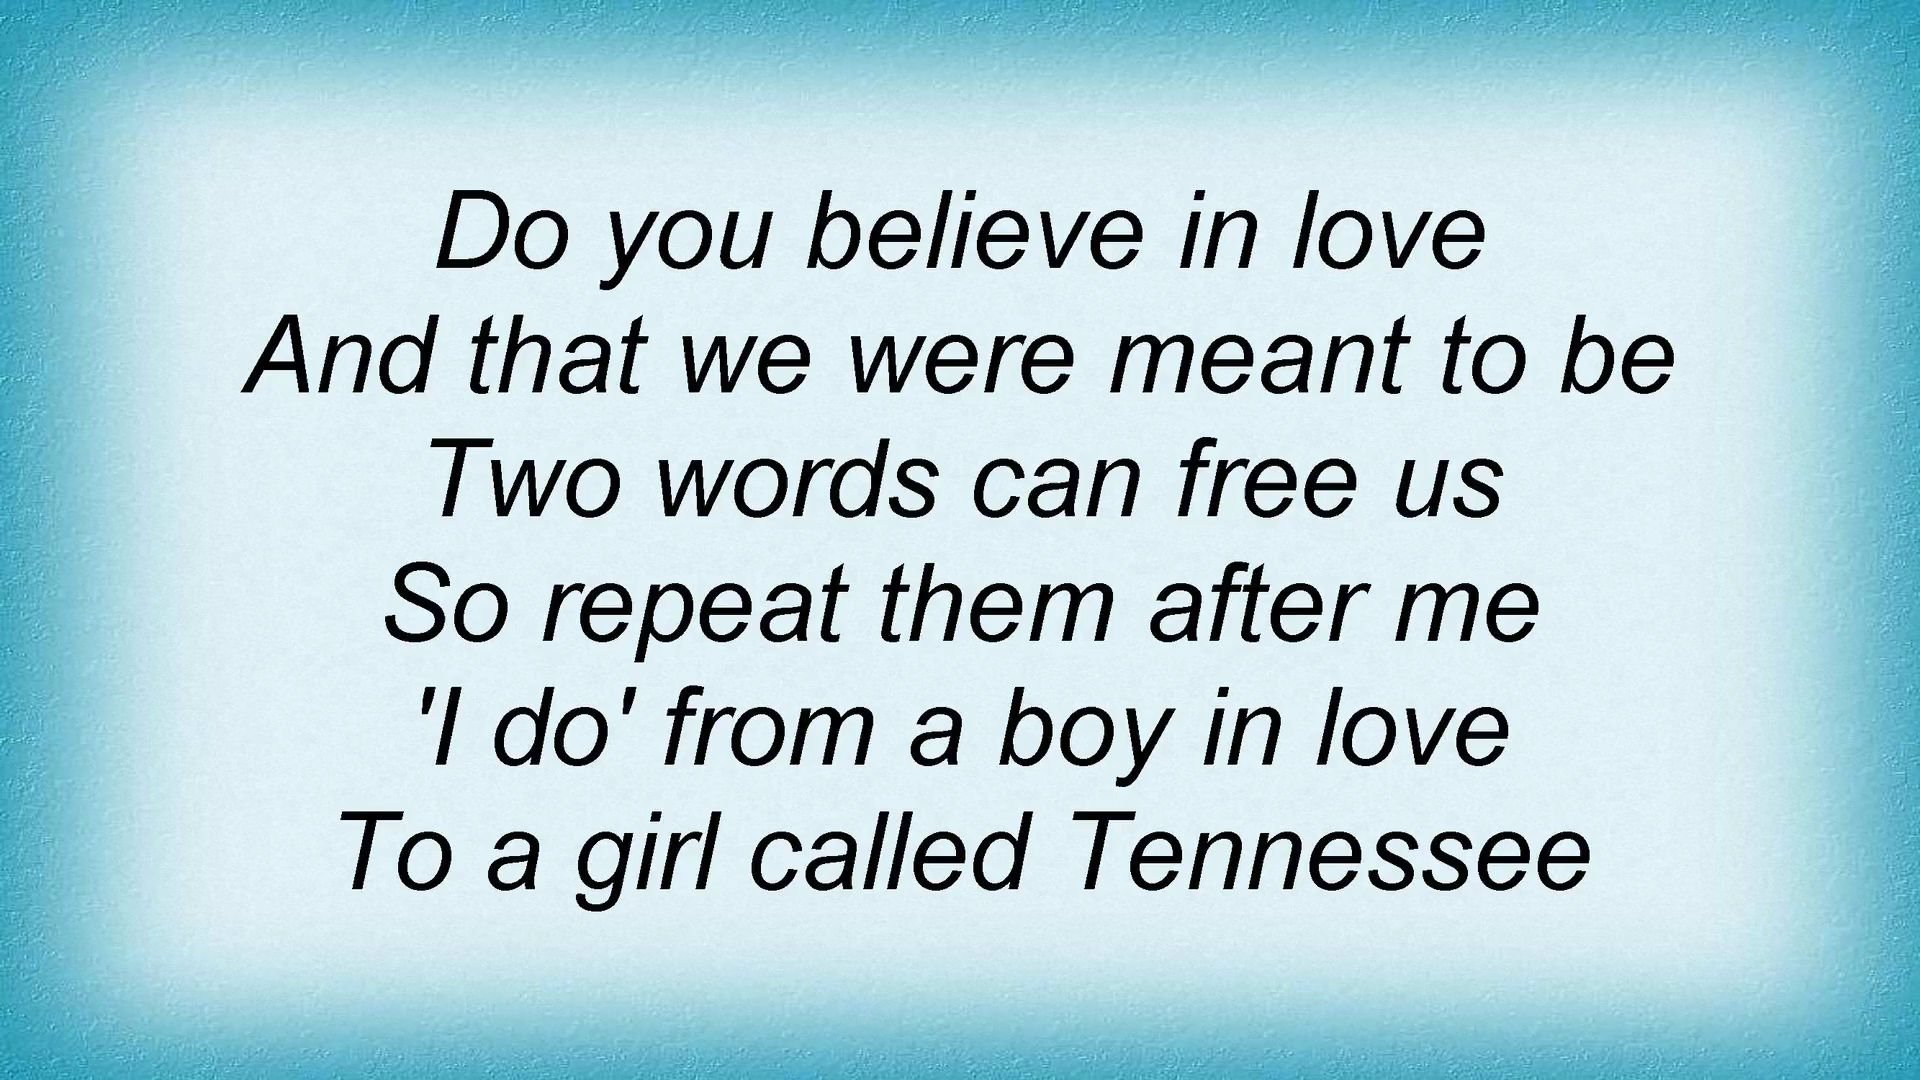 Do you believe in love
And that we were meant to be
Two words can free us
So repeat them after me
'I do' from a boy in love
To a girl called Tennessee